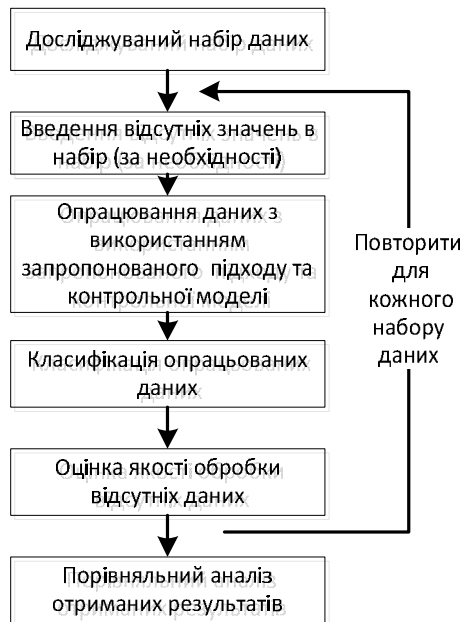 Досліджуваний набір даних
Введення відсутніх значень в
набір (за необхідності)
Опрацювання даних з
використанням
запропонованого підходу та
контрольної моделі
Класифікація опрацьованих
даних
Оцінка якості обробки
відсутніх даних
Порівняльний аналіз
отриманих результатів
Повторити
для
кожного
набору
даних